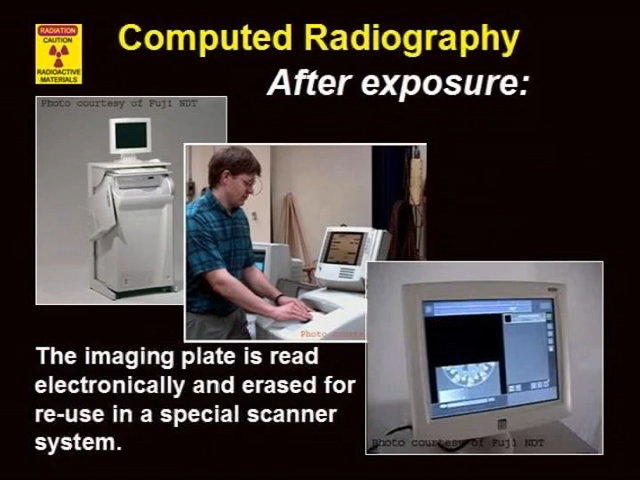 RADIATION
CAUTION
RADIOACTIVE
MATERIALS
Computed Radiography
After exposure:
Photo courtesy of Fuji NDT
Photo
The imaging plate is read
electronically and erased for
re-use in a special scanner
system.
Photo courtesy of Fuji NDT